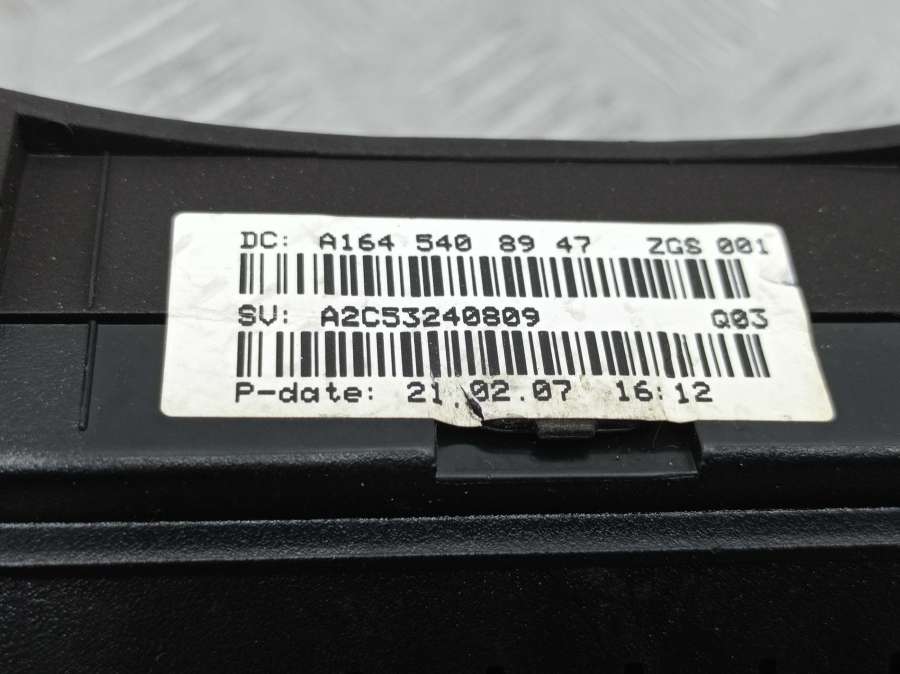 DC: A164 540 89 47 ZGS 001
SV: A2C53240809 Q03
P-date: 21.02.07 16:12